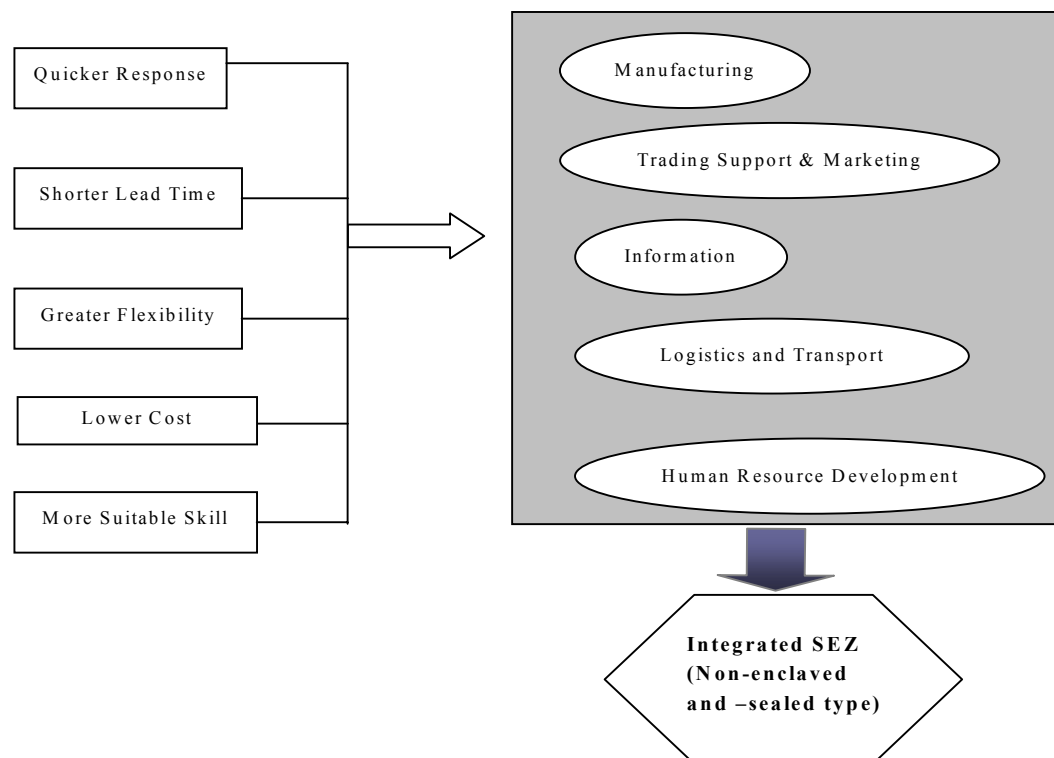 Quicker Response
Shorter Lead Time
Greater Flexibility
Lower Cost
More Suitable Skill
Manufacturing
Trading Support & Marketing
Information
Logistics and Transport
Human Resource Development
Integrated SEZ
(Non-enclaved
and –sealed type)